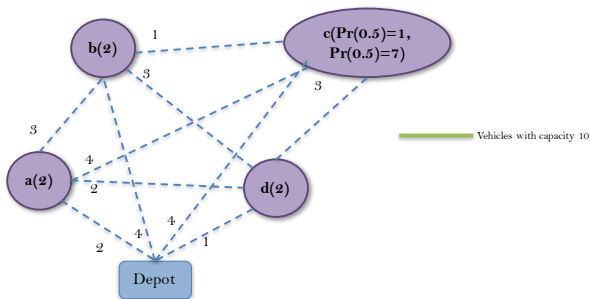 1
b(2)
c(Pr(0.5)=1,
Pr(0.5)=7)
3
3
3
Vehicles with capacity 10
4
a(2)
2
d(2)
4
4
1
2
Depot